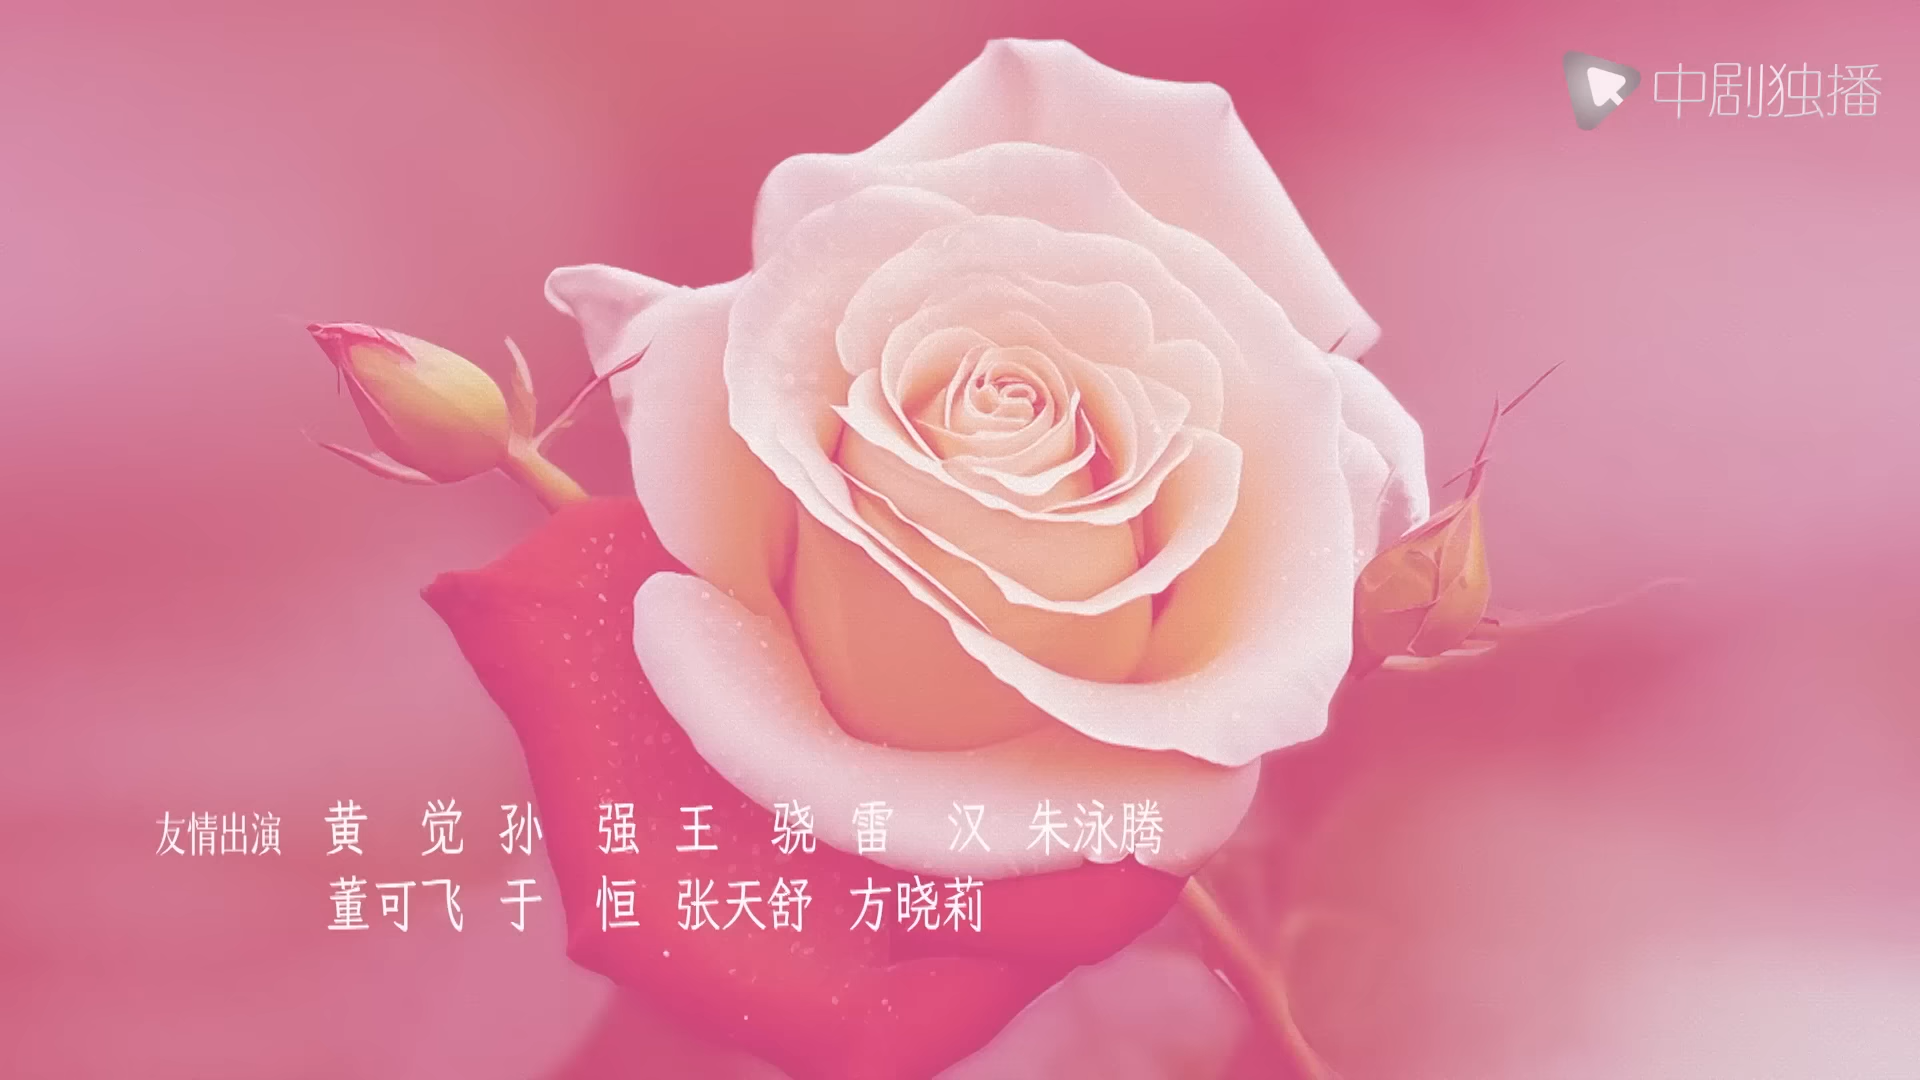 中剧独播
友情出演 黄 觉 孙 强 王 骁 雷 汉 朱泳腾
董可飞 于 恒 张天舒 方晓莉